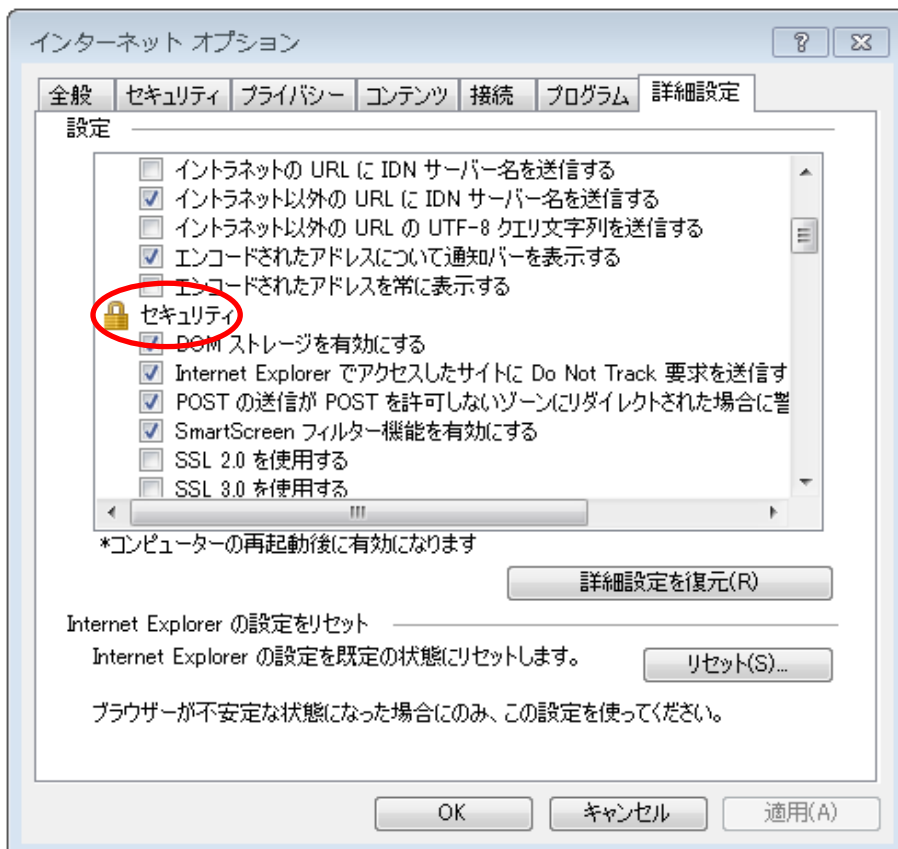 インターネット オプション
全般 セキュリティ プライバシー コンテンツ 接続 プログラム 詳細設定
設定
イントラネットの URL に IDN サーバー名を送信する
イントラネット以外の URL に IDN サーバー名を送信する
イントラネット以外の URL の UTF-8 クエリ文字列を送信する
エンコードされたアドレスについて通知バーを表示する
エンコードされたアドレスを常に表示する
セキュリティ
DOM ストレージを有効にする
Internet Explorer でアクセスしたサイトに Do Not Track 要求を送信す
POST の送信が POST を許可しないゾーンにリダイレクトされた場合に警
SmartScreen フィルター機能を有効にする
SSL 2.0 を使用する
SSL 3.0 を使用する
*コンピューターの再起動後に有効になります
詳細設定を復元(R)
Internet Explorer の設定をリセット
Internet Explorer の設定を既定の状態にリセットします。
リセット(S)...
ブラウザーが不安定な状態になった場合にのみ、この設定を使ってください。
OK キャンセル 適用(A)